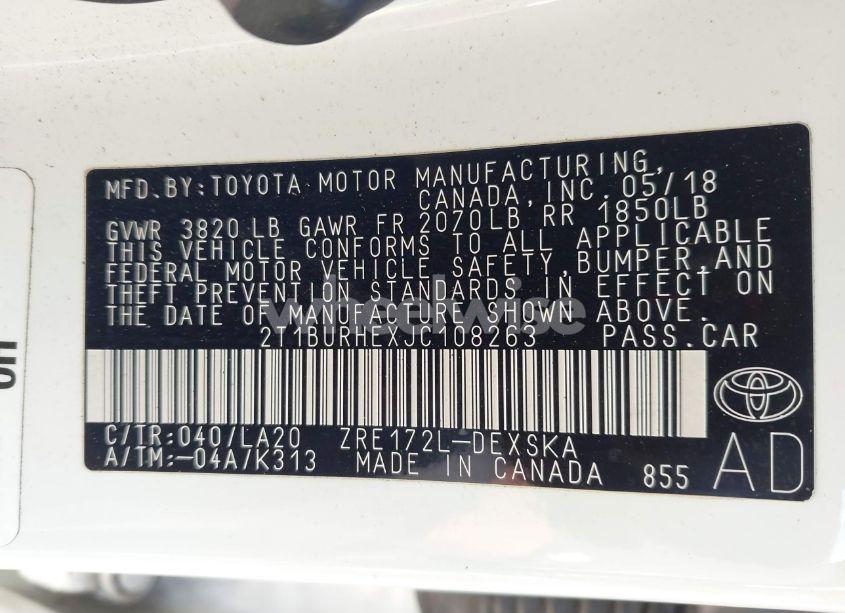 MFD. BY: TOYOTA MOTOR MANUFACTURING,
CANADA, INC. 05/18
GVWR 3820 LB GAWR FR 2070LB RR 1850LB
THIS VEHICLE CONFORMS TO ALL APPLICABLE
FEDERAL MOTOR VEHICLE SAFETY, BUMPER, AND
THEFT PREVENTION STANDARDS IN EFFECT ON
THE DATE OF MANUFACTURE SHOWN ABOVE.
2T1BURHEXJC108263 PASS. CAR
C/TR: 040/LA20 ZRE172L-DEXSKA
A/TM: -04A/K313 MADE IN CANADA 855 AD